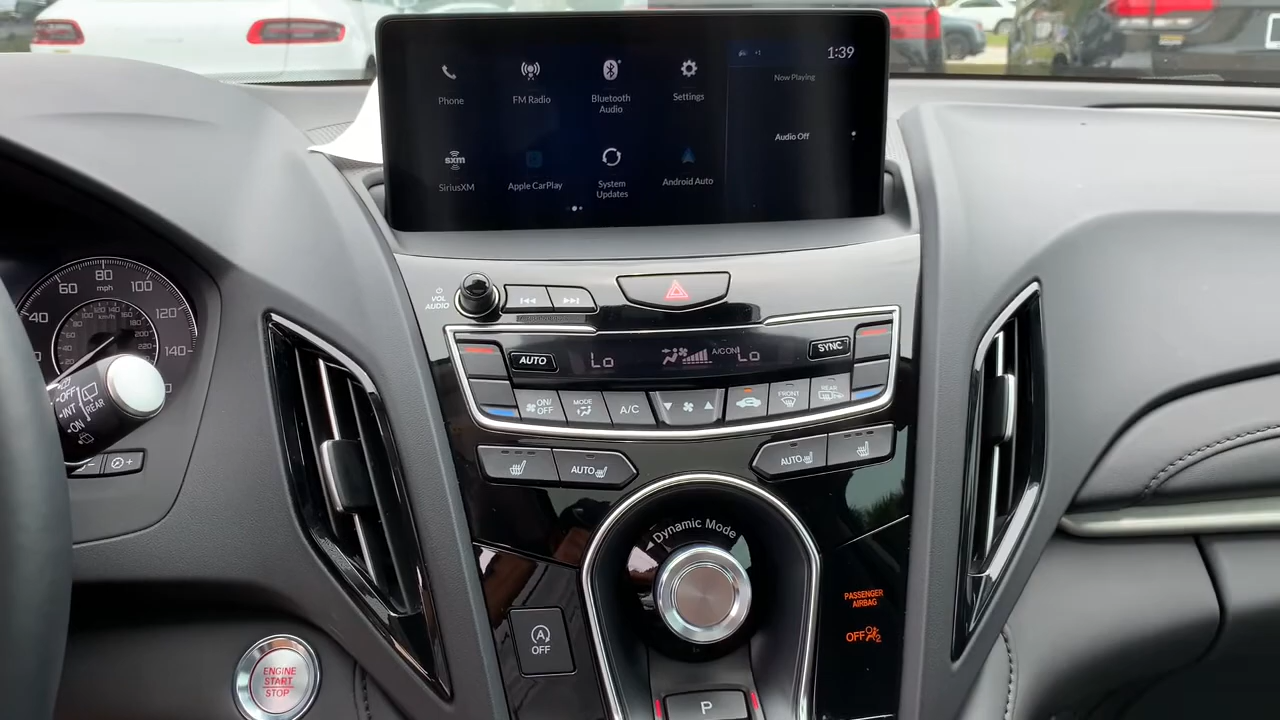 1:39
Phone
FM Radio
Bluetooth
Audio
Settings
Now Playing
Audio Off
sxm
SiriusXM
Apple CarPlay
System
Updates
Android Auto
VOL
AUDIO
AUTO
Lo
A/C ON
Lo
SYNC
ON/
OFF
MODE
A/C
FRONT
REAR
AUTO
AUTO
Dynamic Mode
PASSENGER
AIRBAG
OFF
2
A
OFF
ENGINE
START
STOP
P
40
60
80
100
120
140
mph
km/h
OFF
INT
ON
REAR